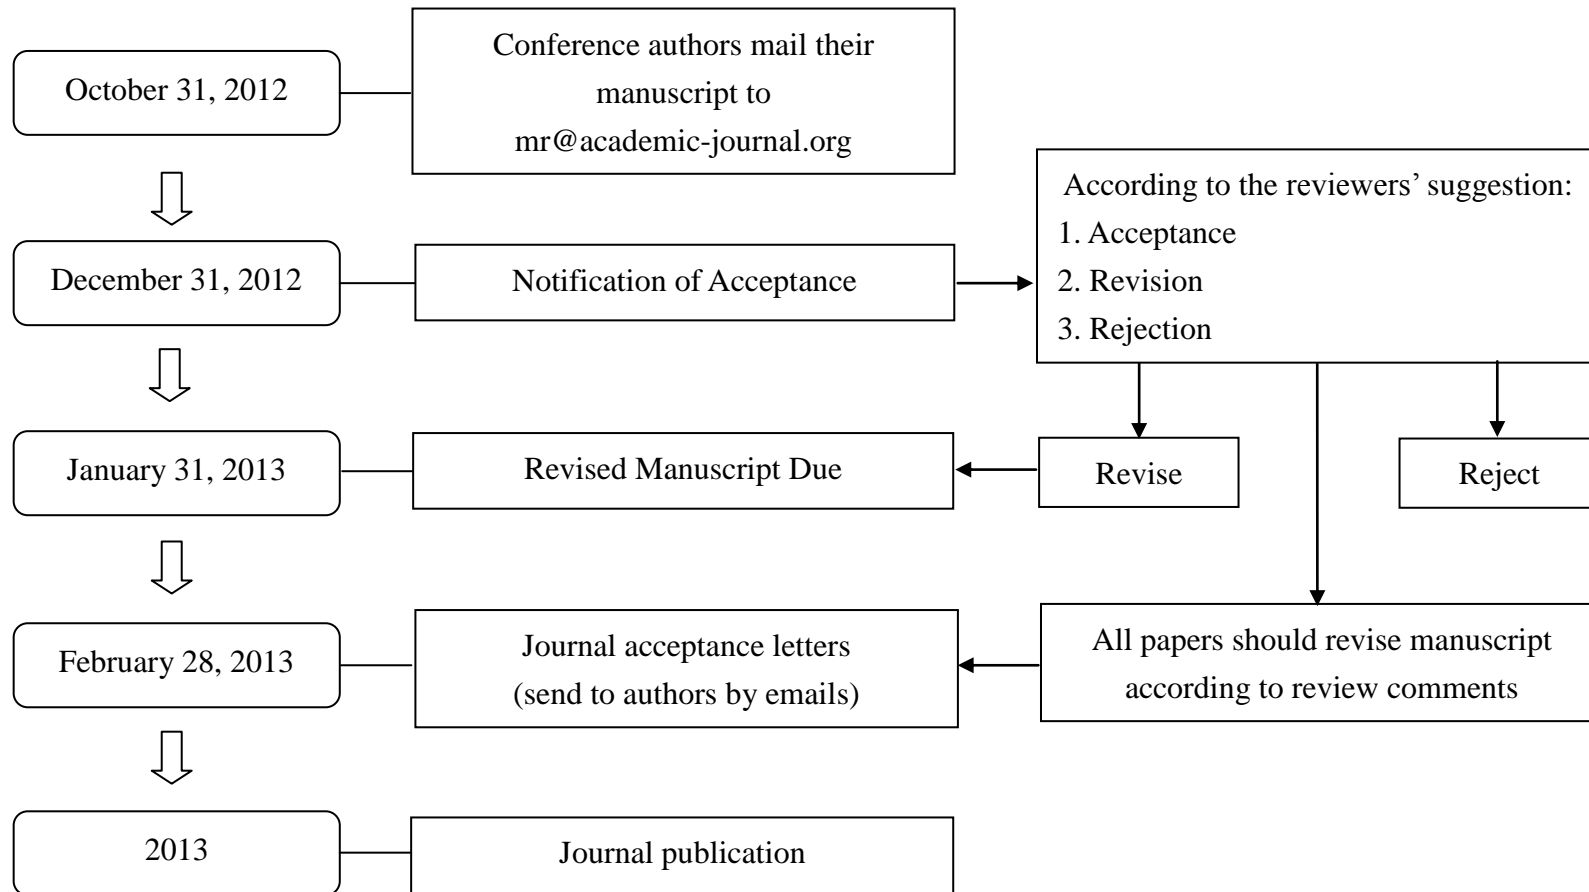 October 31, 2012
Conference authors mail their
manuscript to
mr@academic-journal.org
December 31, 2012
Notification of Acceptance
According to the reviewers’ suggestion:
1. Acceptance
2. Revision
3. Rejection
January 31, 2013
Revised Manuscript Due
Revise
Reject
February 28, 2013
Journal acceptance letters
(send to authors by emails)
All papers should revise manuscript
according to review comments
2013
Journal publication